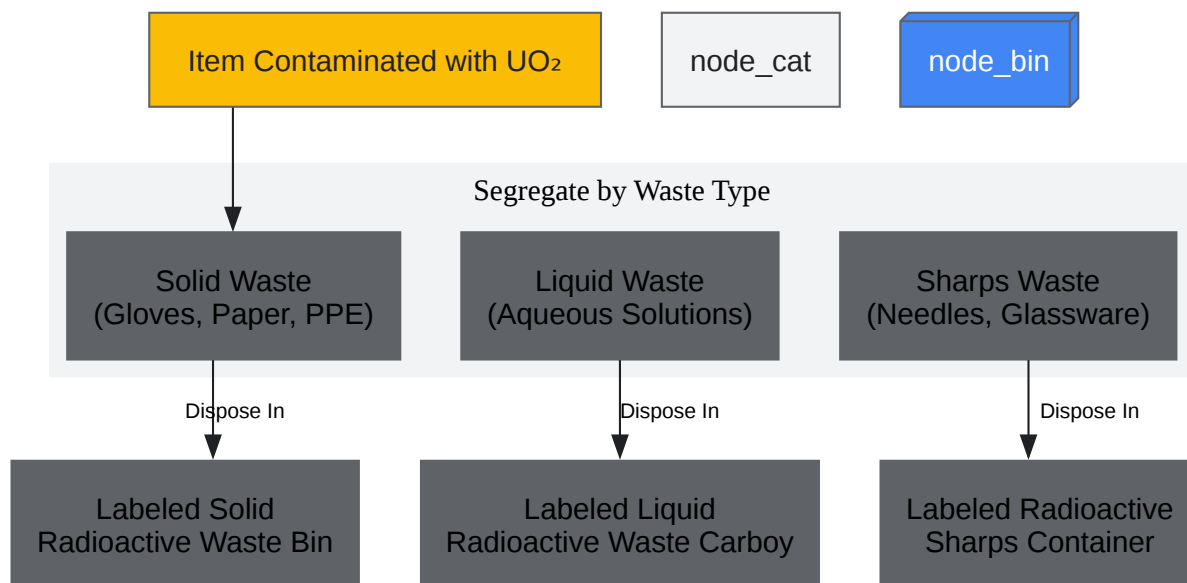 Item Contaminated with UO₂
node_cat
node_bin
Segregate by Waste Type
Solid Waste
(Gloves, Paper, PPE)
Liquid Waste
(Aqueous Solutions)
Sharps Waste
(Needles, Glassware)
Dispose In
Dispose In
Dispose In
Labeled Solid
Radioactive Waste Bin
Labeled Liquid
Radioactive Waste Carboy
Labeled Radioactive
Sharps Container